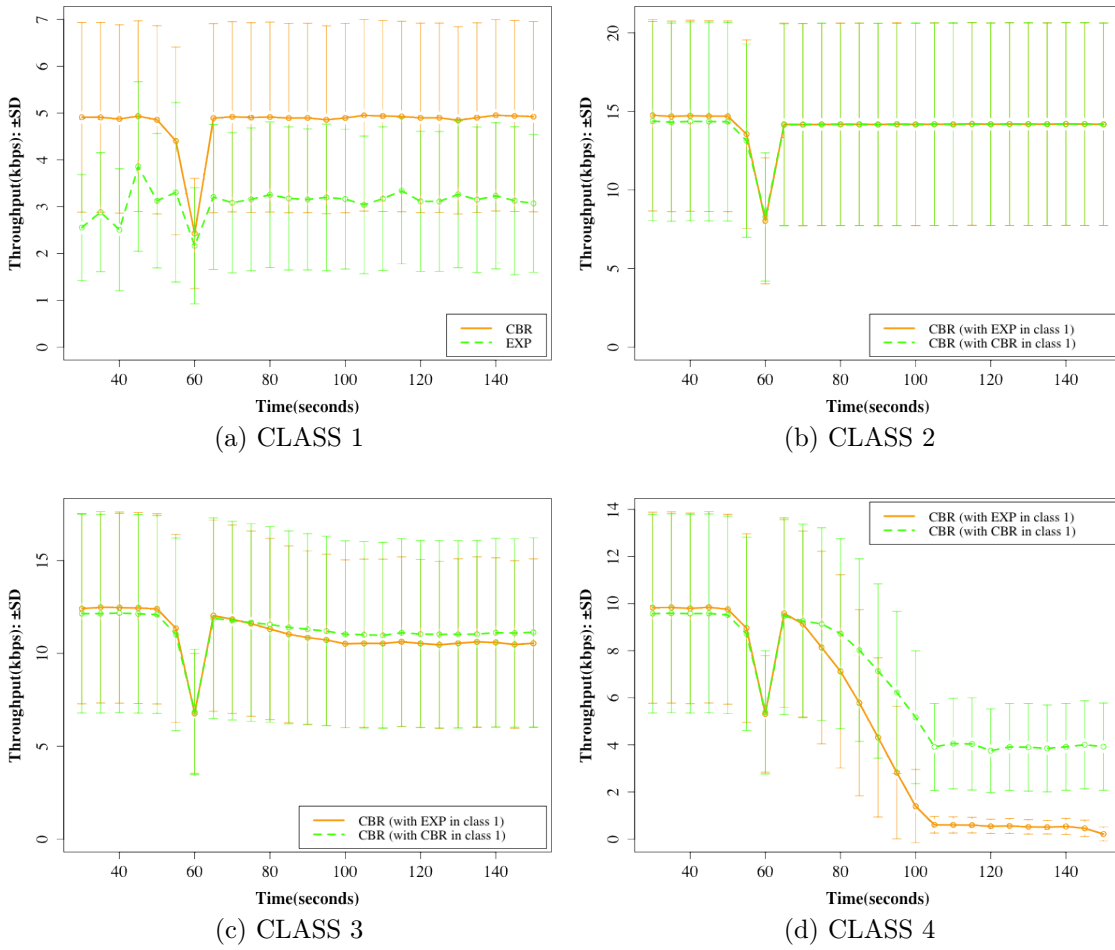 0 1 2 3 4 5 6 7
Throughput(kbps): ±SD
40 60 80 100 120 140
Time(seconds)
CBR
EXP
(a) CLASS 1
0 5 10 15 20
Throughput(kbps): ±SD
40 60 80 100 120 140
Time(seconds)
CBR (with EXP in class 1)
CBR (with CBR in class 1)
(b) CLASS 2
0 5 10 15
Throughput(kbps): ±SD
40 60 80 100 120 140
Time(seconds)
CBR (with EXP in class 1)
CBR (with CBR in class 1)
(c) CLASS 3
0 2 4 6 8 10 12 14
Throughput(kbps): ±SD
CBR (with EXP in class 1)
CBR (with CBR in class 1)
40 60 80 100 120 140
Time(seconds)
(d) CLASS 4